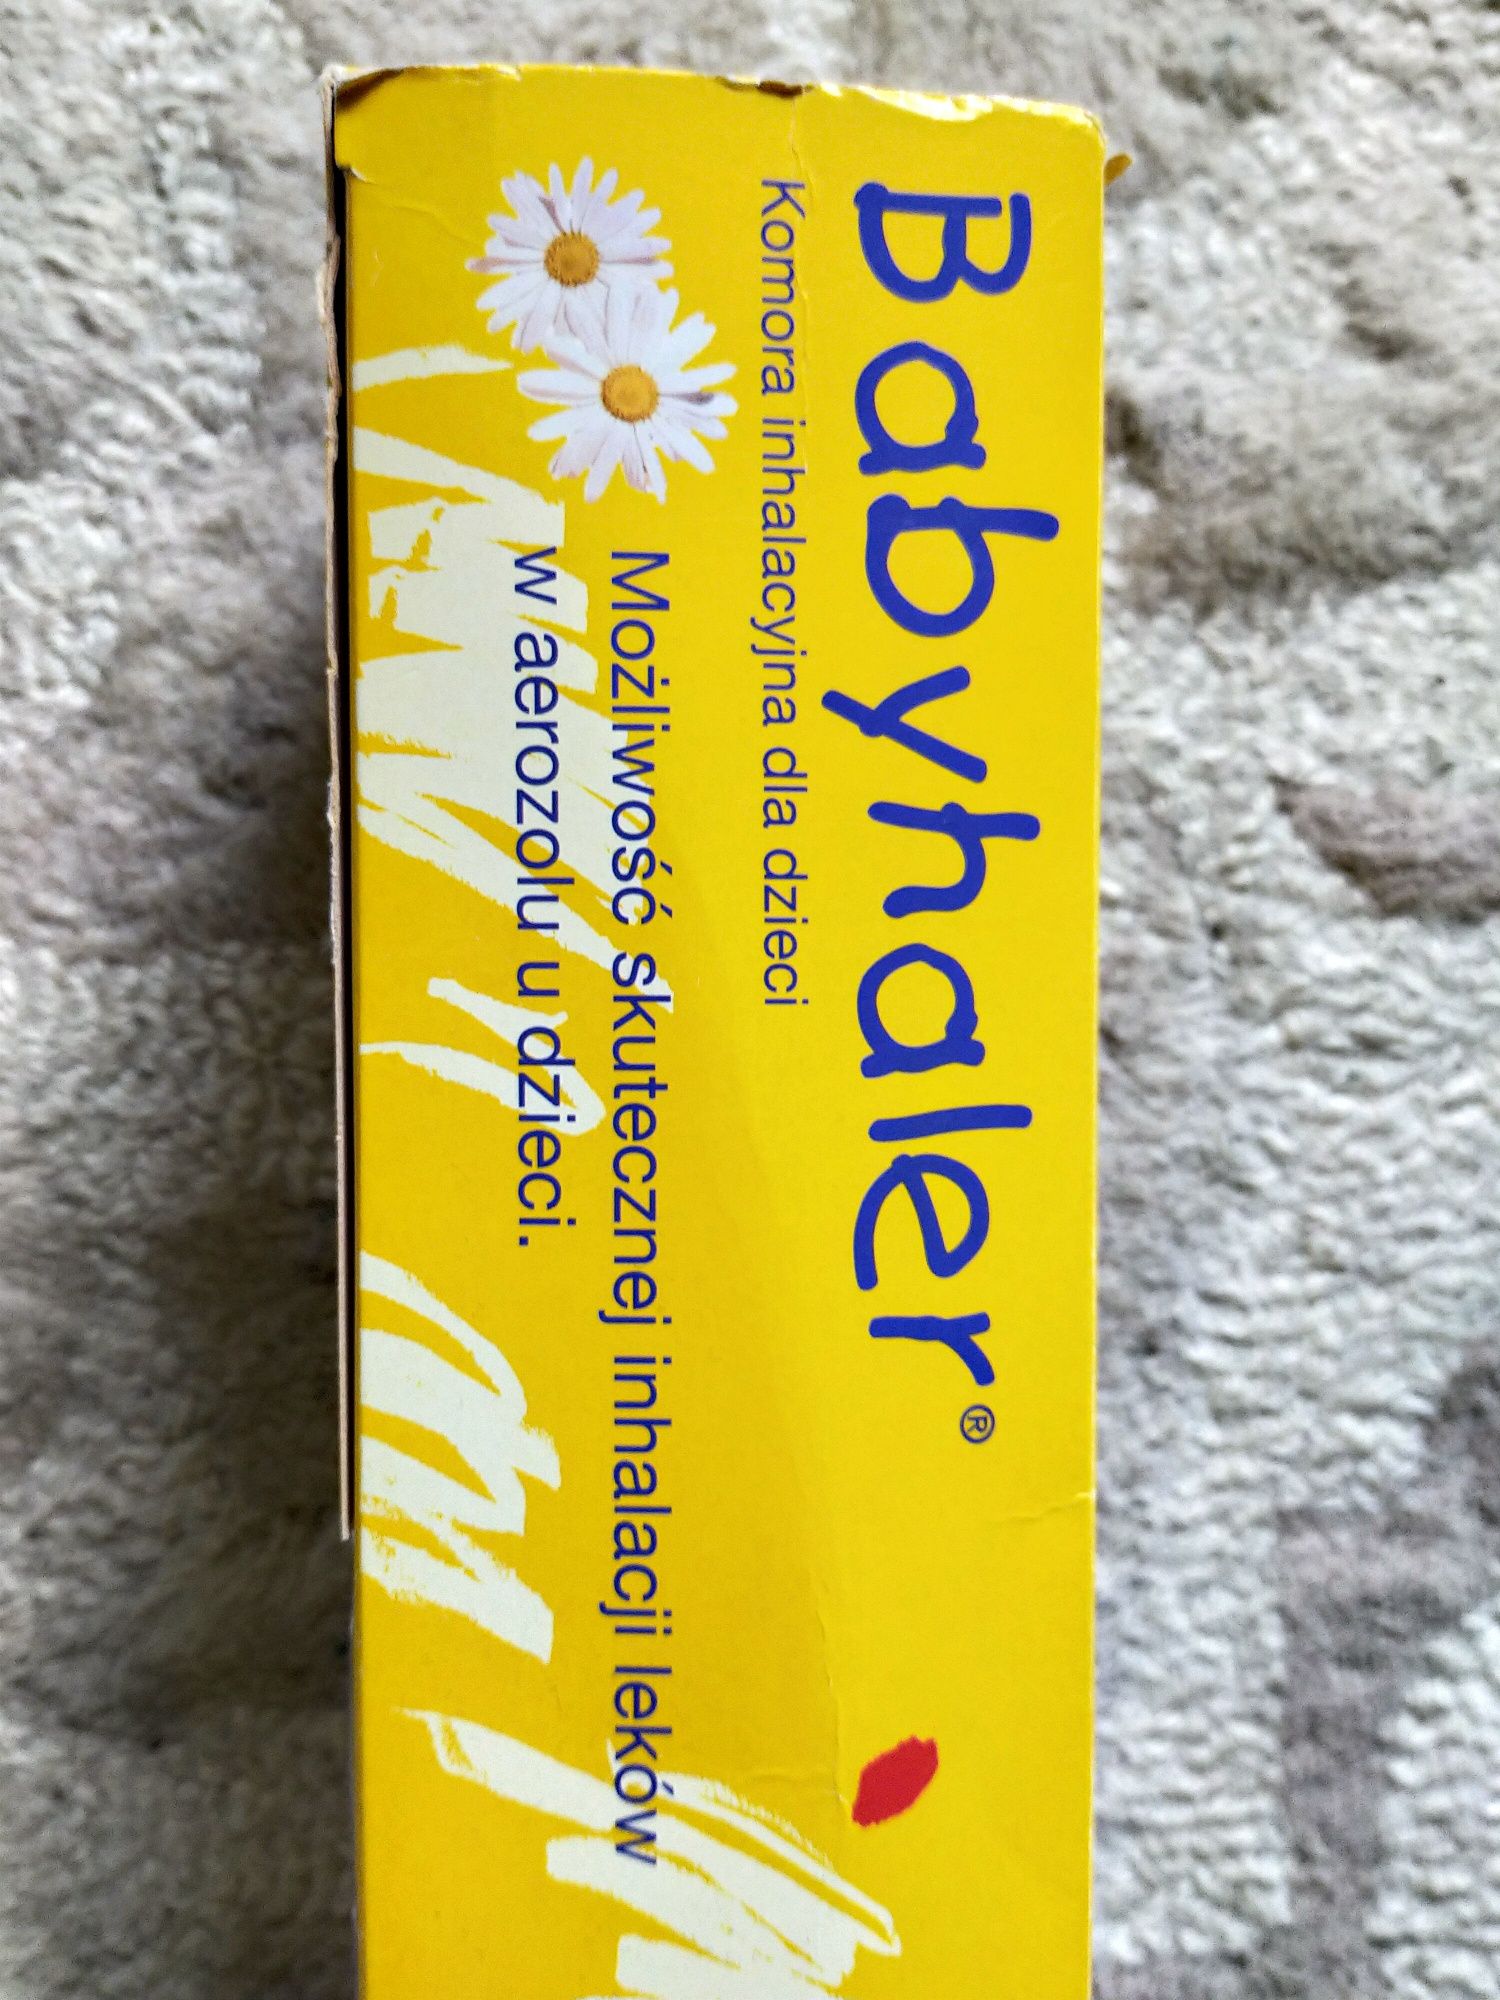 Babyhaler®
Komora inhalacyjna dla dzieci
Możliwość skutecznej inhalacji leków
w aerozolu u dzieci.